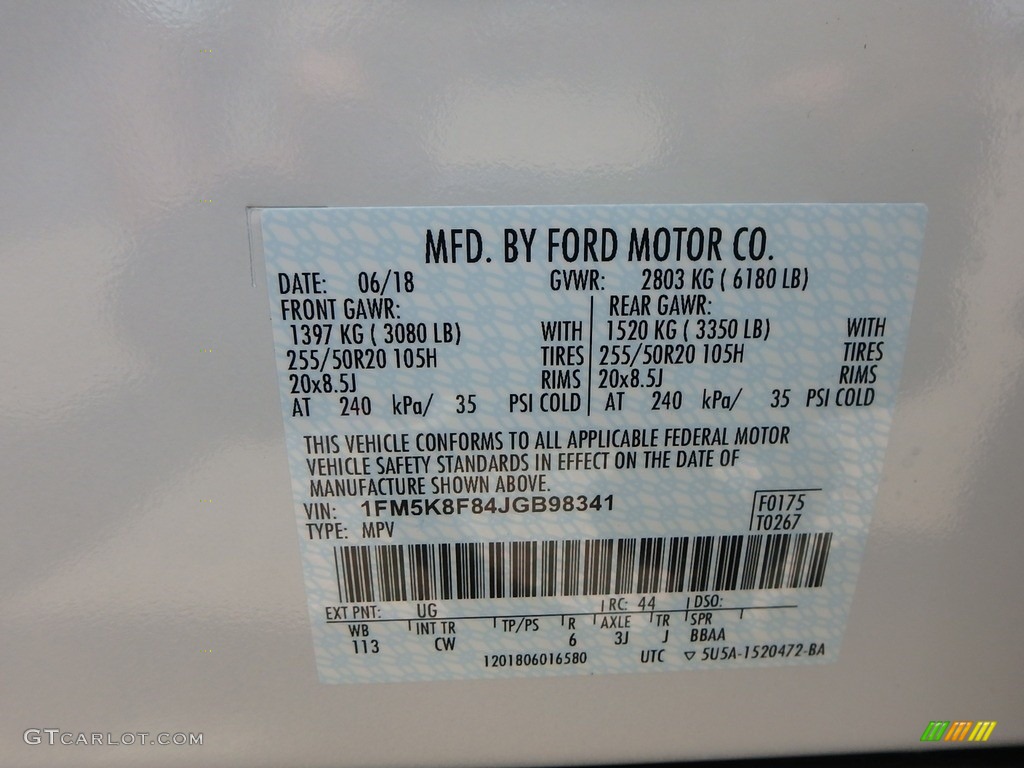 MFD. BY FORD MOTOR CO.
DATE: 06/18 GVWR: 2803 KG ( 6180 LB)
FRONT GAWR: REAR GAWR:
1397 KG ( 3080 LB) WITH 1520 KG ( 3350 LB) WITH
255/50R20 105H TIRES 255/50R20 105H TIRES
20x8.5J RIMS 20x8.5J RIMS
AT 240 kPa/ 35 PSI COLD AT 240 kPa/ 35 PSI COLD
THIS VEHICLE CONFORMS TO ALL APPLICABLE FEDERAL MOTOR
VEHICLE SAFETY STANDARDS IN EFFECT ON THE DATE OF
MANUFACTURE SHOWN ABOVE.
VIN: 1FM5K8F84JGB98341 F0175
TYPE: MPV T0267
EXT PNT: UG RC: 44 DSO:
WB INT TR TP/PS R AXLE TR SPR
113 CW 6 3J J BBAA
1201806016580 UTC ▽ 5U5A-1520472-BA
GTCARLOT.COM